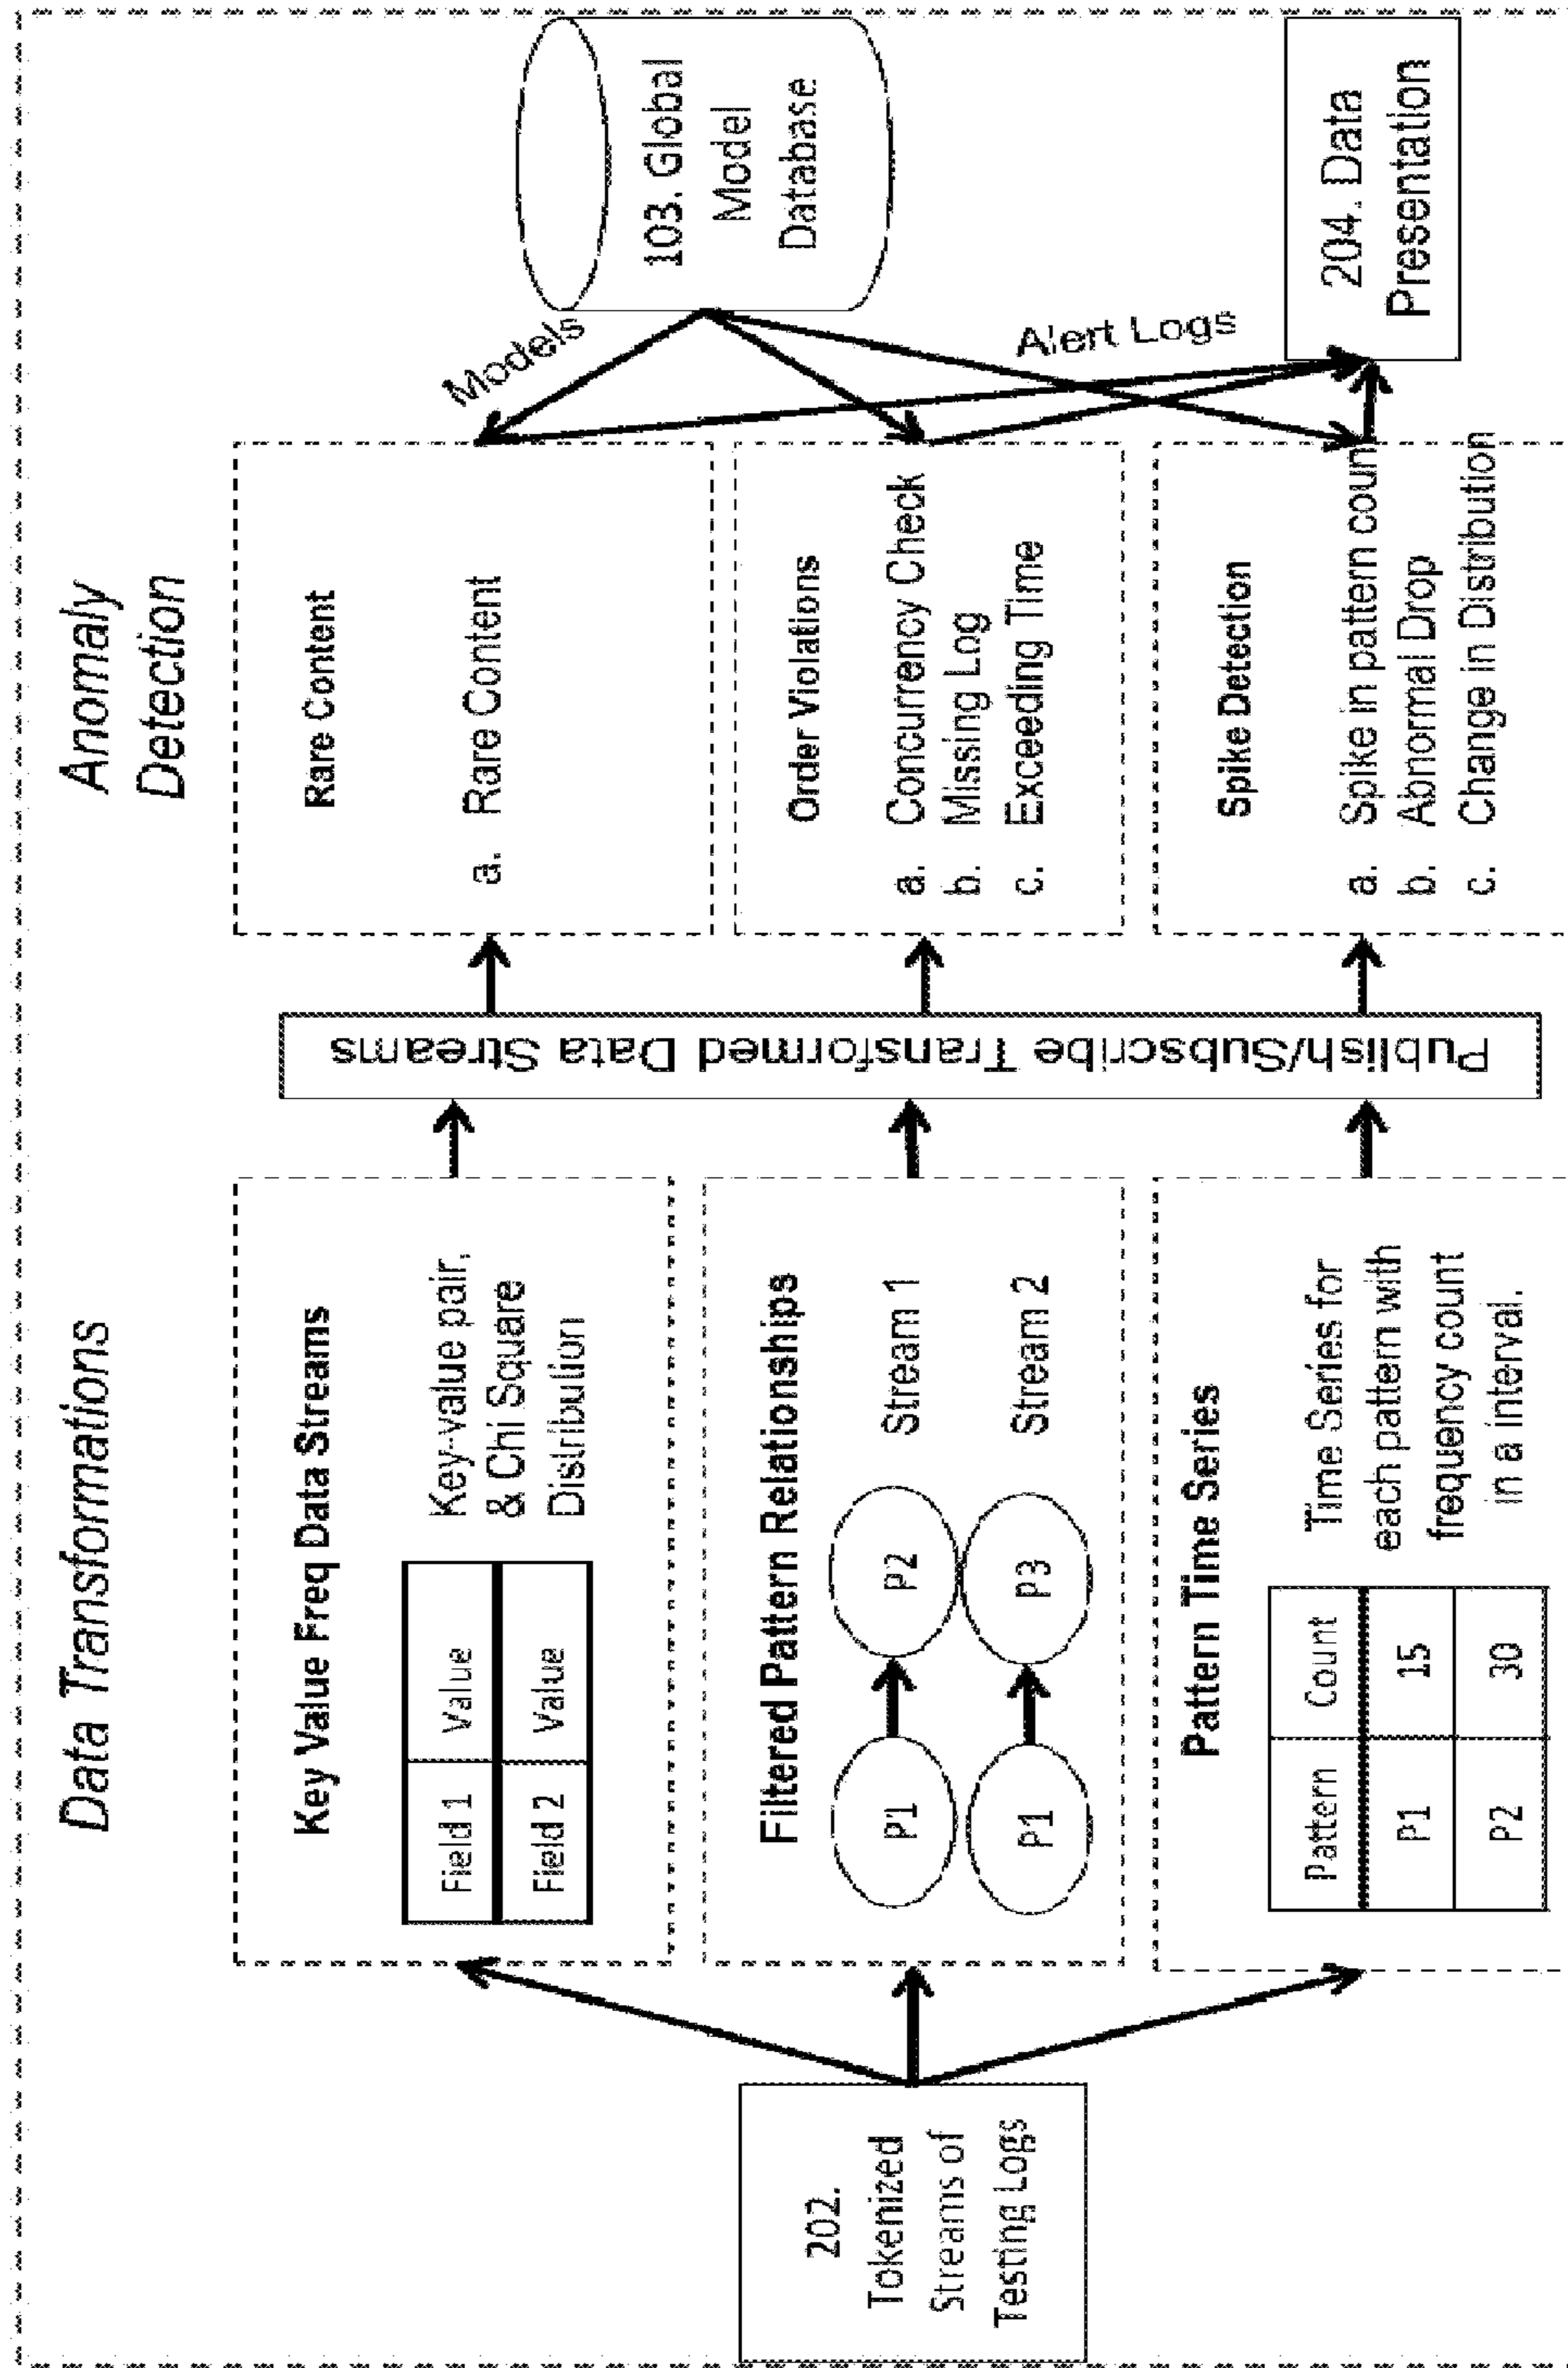 Data Transformations
Anomaly
Detection
202.
Tokenized
Streams of
Testing Logs
Key Value Freq Data Streams
Field 1 Value
Field 2 Value
Key-value pair,
& Chi Square
Distribution
Filtered Pattern Relationships
P1 P2 Stream 1
P1 P3 Stream 2
Pattern Time Series
Pattern Count
P1 15
P2 30
Time Series for
each pattern with
frequency count
in a interval.
Publish/Subscribe Transformed Data Streams
Rare Content
a. Rare Content
Order Violations
a. Concurrency Check
b. Missing Log
c. Exceeding Time
Spike Detection
a. Spike in pattern coun
b. Abnormal Drop
c. Change in Distribution
Models
Alert Logs
103. Global
Model
Database
204. Data
Presentation